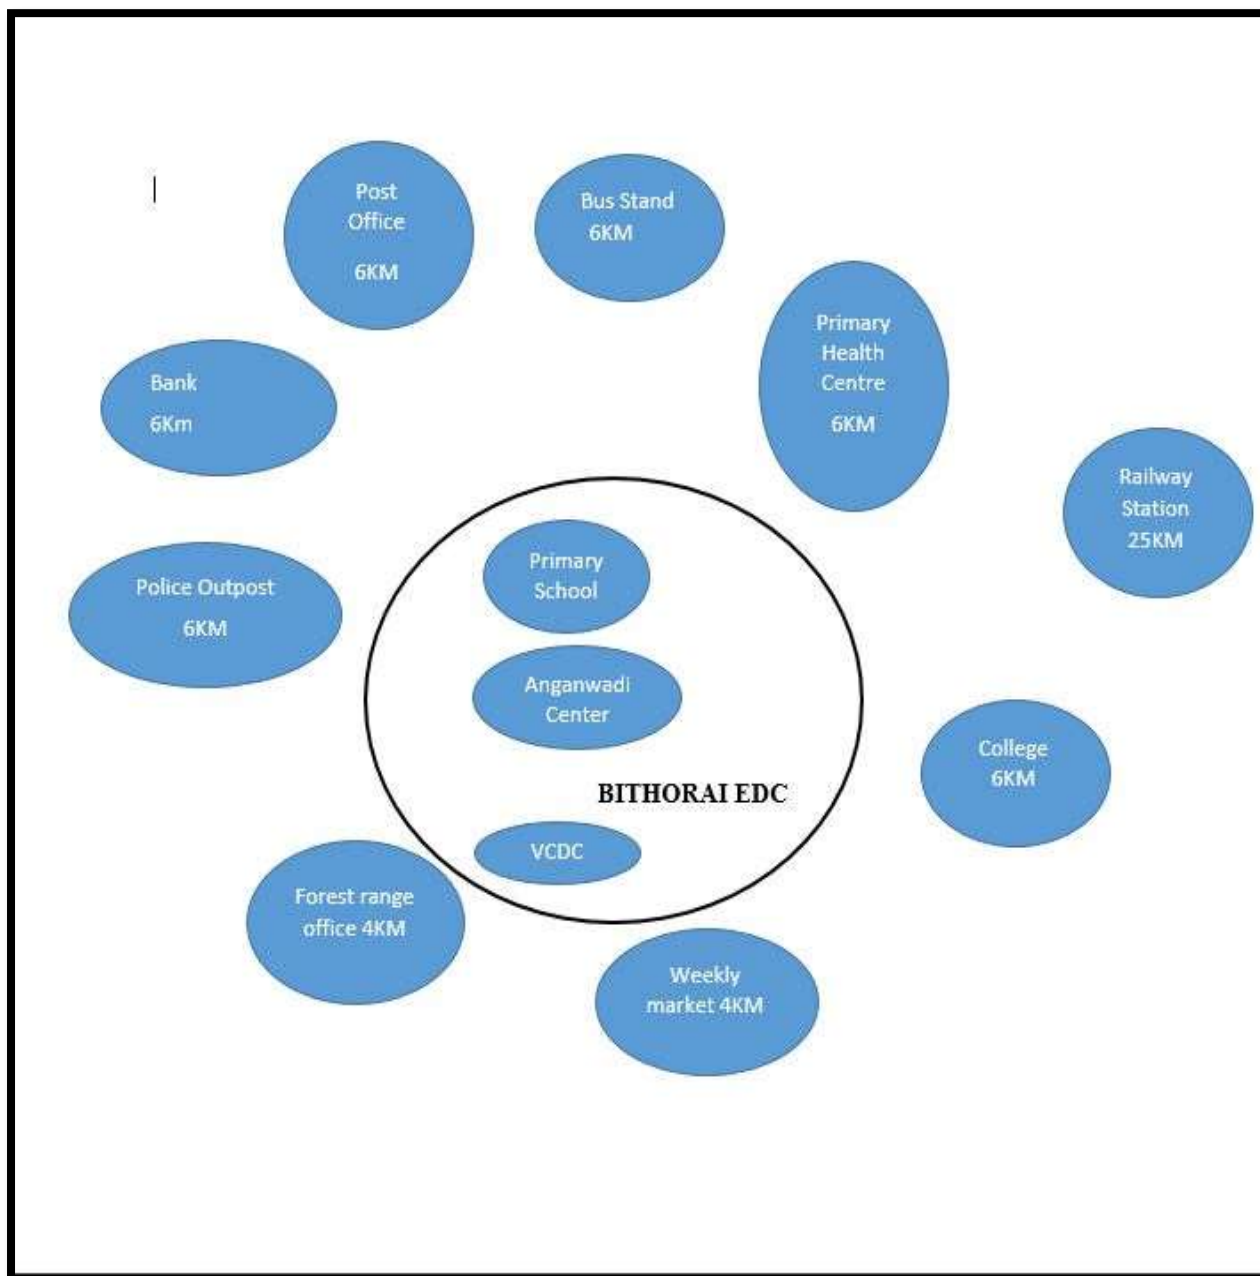 Post
Office
6KM
Bus Stand
6KM
Primary
Health
Centre
6KM
Bank
6Km
Railway
Station
25KM
Police Outpost
6KM
Primary
School
Anganwadi
Center
College
6KM
BITHORAI EDC
VCDC
Forest range
office 4KM
Weekly
market 4KM